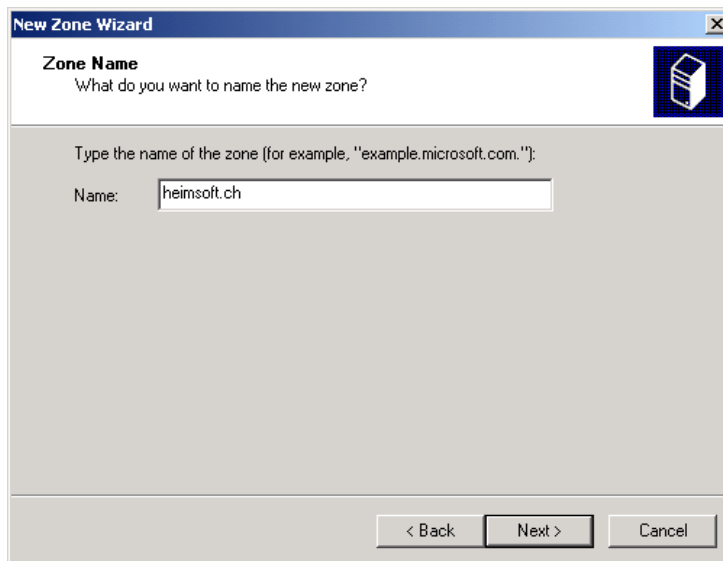 New Zone Wizard
Zone Name
What do you want to name the new zone?
Type the name of the zone (for example, "example.microsoft.com."):
Name: heimsoft.ch
< Back Next > Cancel